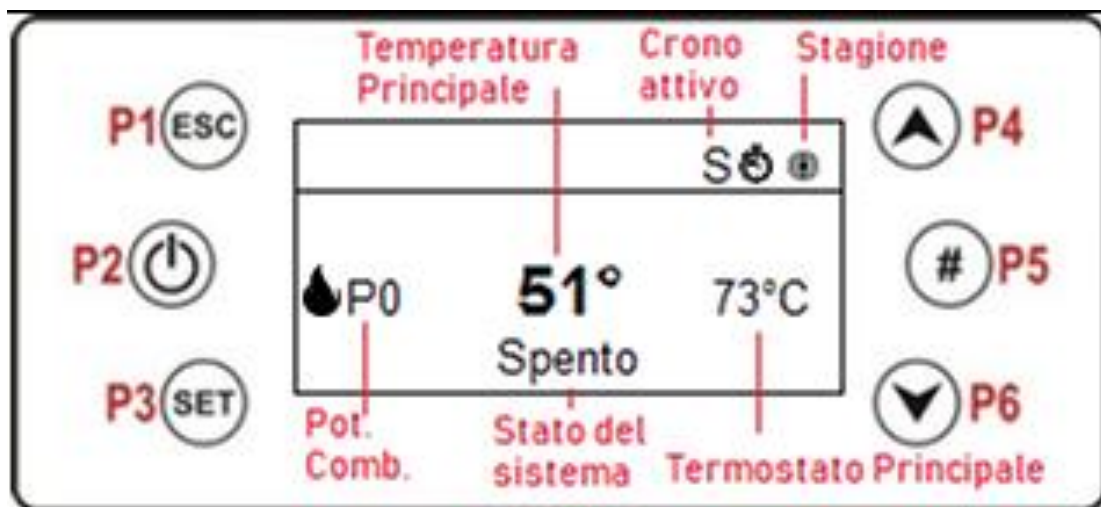 Temperatura
Principale
Crono
attivo
Stagione
P1 ESC
P4
S
P2
P5 #
P0
51°
73°C
Spento
P3 SET
P6
Pot.
Comb.
Stato del
sistema
Termostato Principale